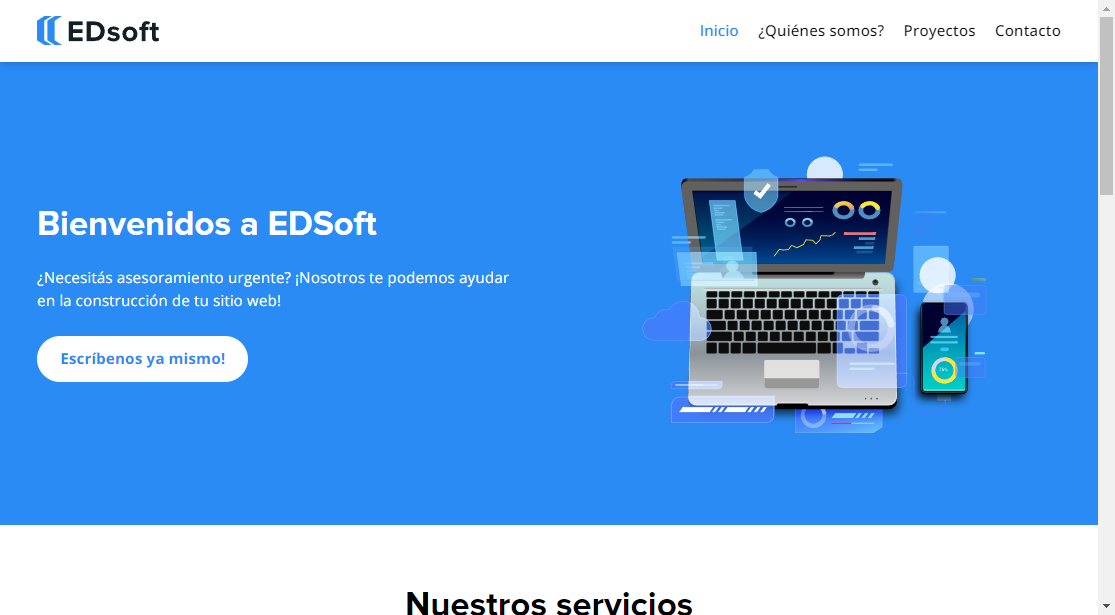 EDsoft
Inicio ¿Quiénes somos? Proyectos Contacto
Bienvenidos a EDSoft
¿Necesitás asesoramiento urgente? ¡Nosotros te podemos ayudar
en la construcción de tu sitio web!
Escríbenos ya mismo!
Nuestros servicios